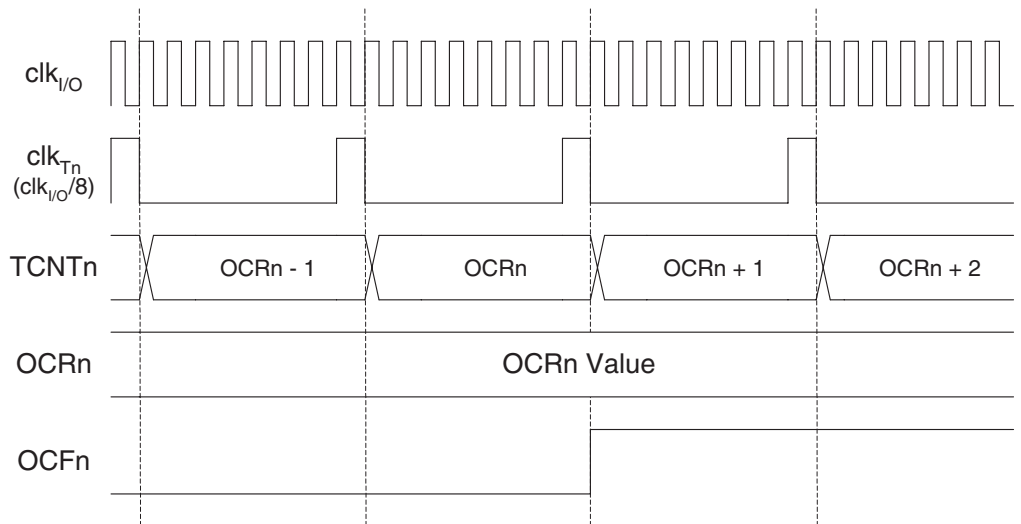 clkI/O
clkTn
(clkI/O/8)
TCNTn
OCRn - 1
OCRn
OCRn + 1
OCRn + 2
OCRn
OCRn Value
OCFn